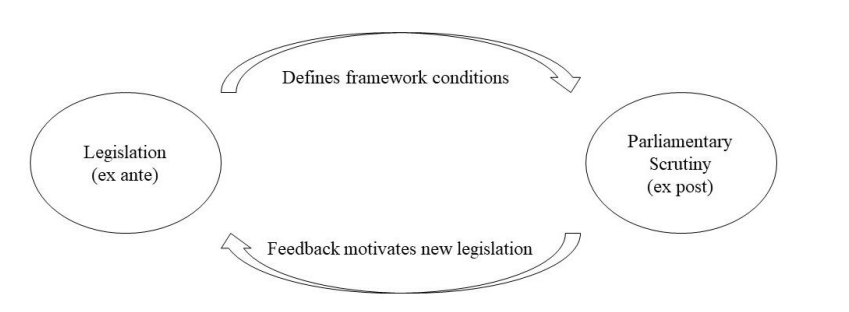 Defines framework conditions
Legislation
(ex ante)
Parliamentary
Scrutiny
(ex post)
Feedback motivates new legislation